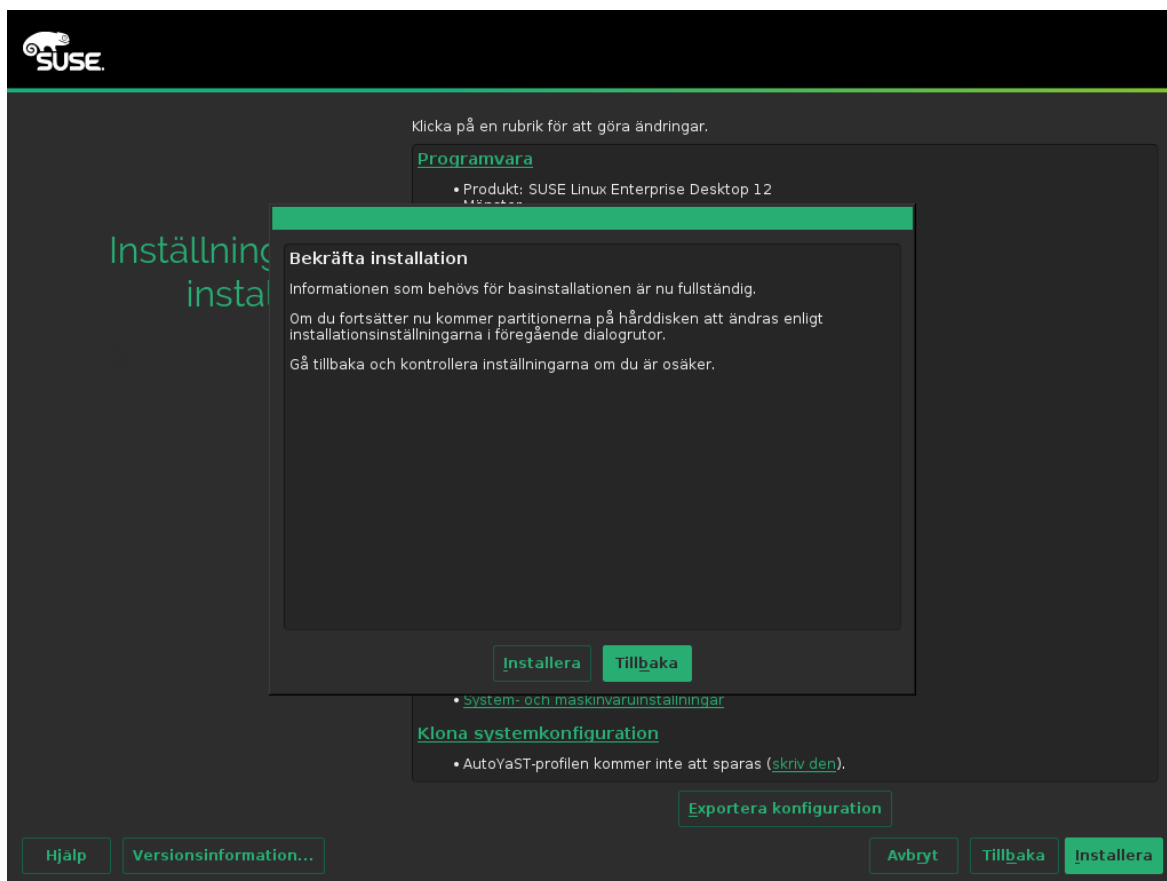 SUSE.
Klicka på en rubrik för att göra ändringar.
Programvara
• Produkt: SUSE Linux Enterprise Desktop 12
Bekräfta installation
Informationen som behövs för basinstallationen är nu fullständig.
Om du fortsätter nu kommer partitionerna på hårddisken att ändras enligt
installationsinställningarna i föregående dialogrutor.
Gå tillbaka och kontrollera inställningarna om du är osäker.
Installera
Tillbaka
• System- och maskinvaruinställningar
Klona systemkonfiguration
• AutoYaST-profilen kommer inte att sparas (skriv den).
Exportera konfiguration
Hjälp
Versionsinformation...
Avbryt
Tillbaka
Installera